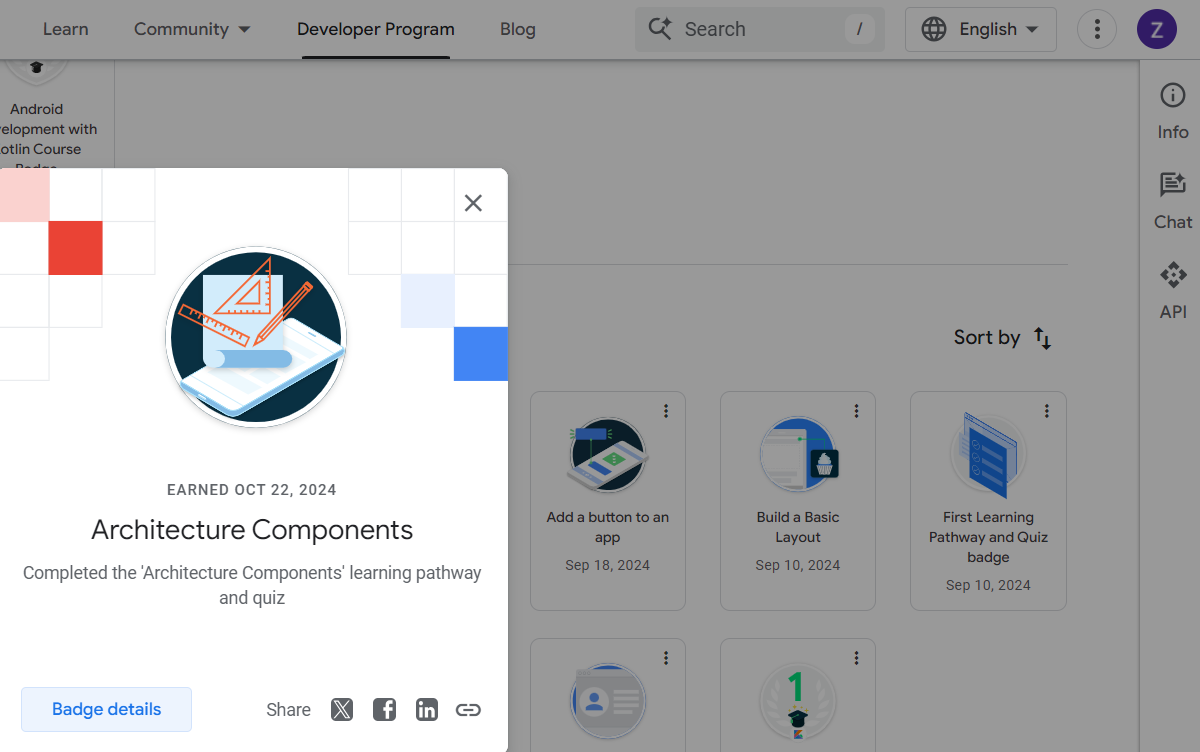 Learn
Community
Developer Program
Blog
Search
/
English
Z
Android
elopment with
otlin Course
Badge
Info
Chat
API
Sort by
EARNED OCT 22, 2024
Architecture Components
Completed the 'Architecture Components' learning pathway
and quiz
Badge details
Share
Add a button to an
app
Sep 18, 2024
Build a Basic
Layout
Sep 10, 2024
First Learning
Pathway and Quiz
badge
Sep 10, 2024
1